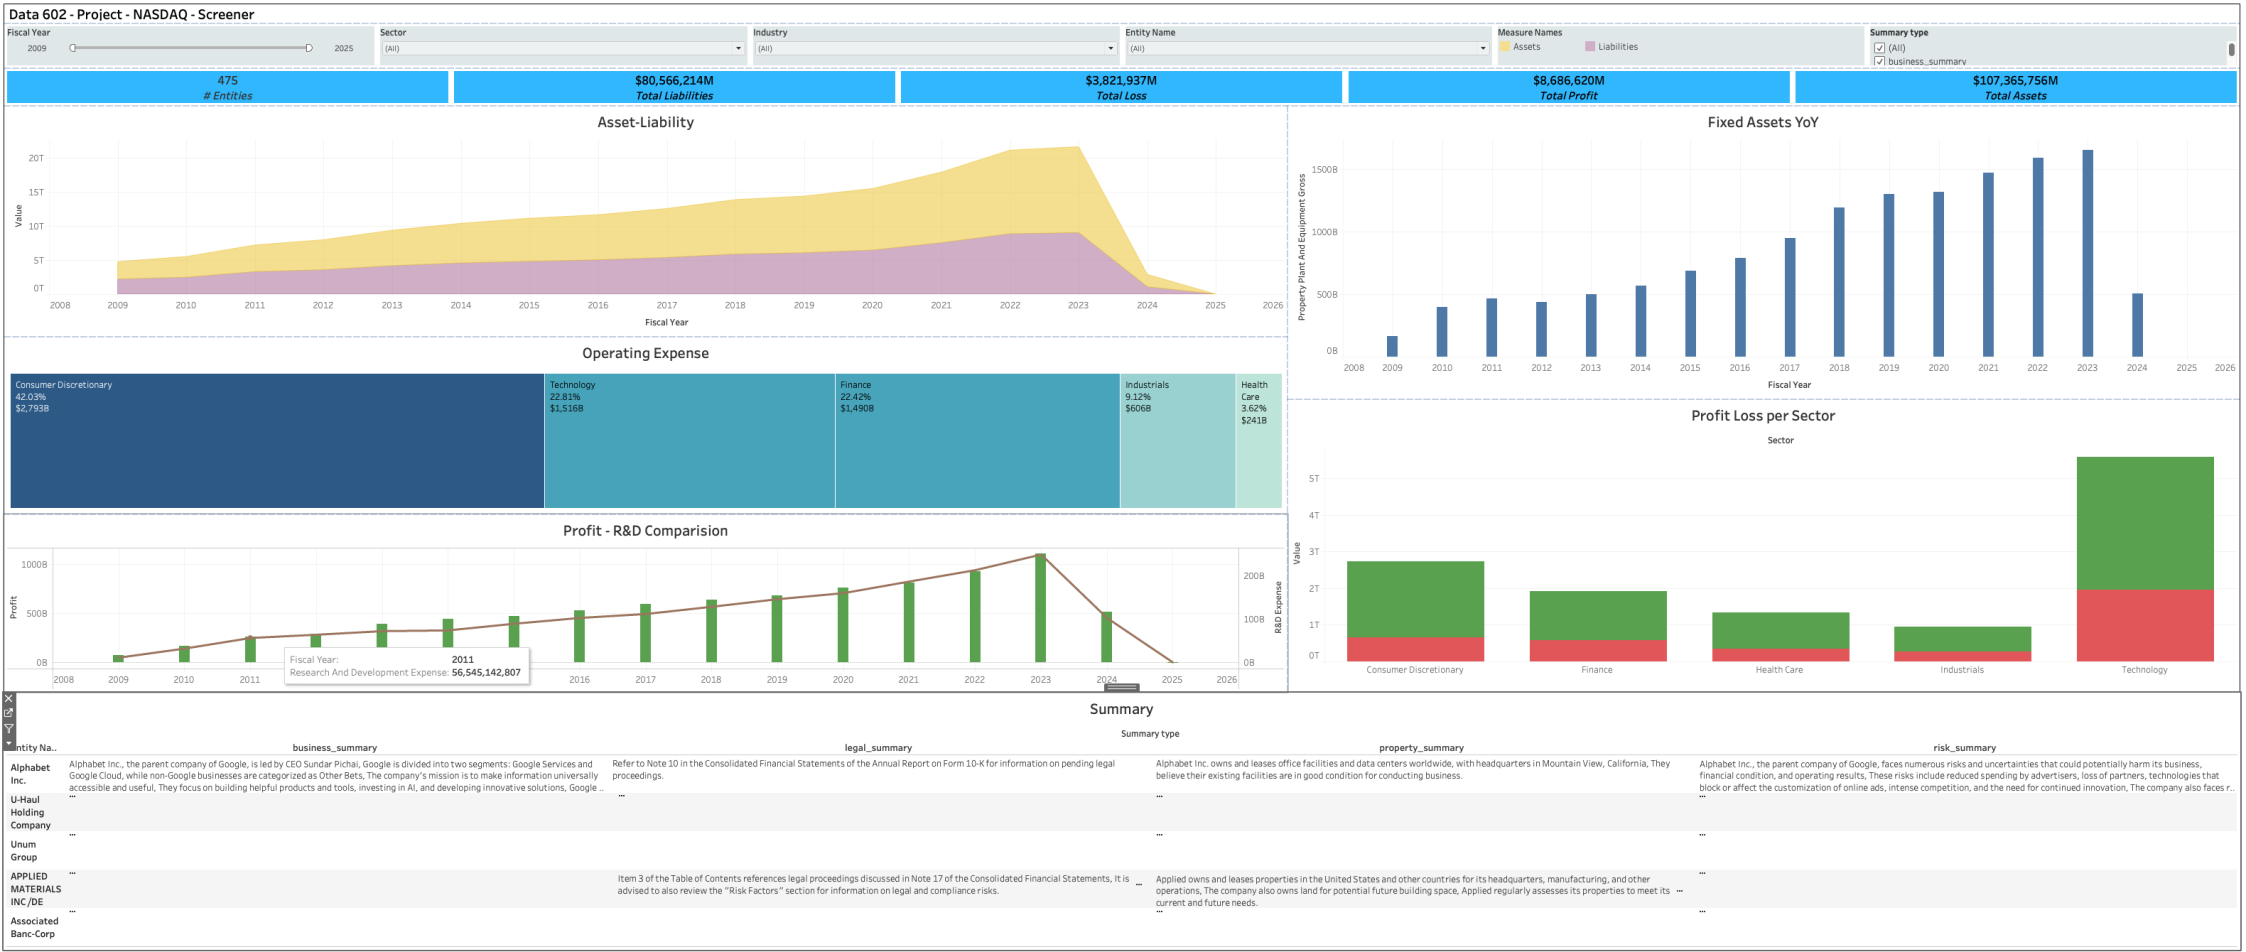 Data 602 - Project - NASDAQ - Screener
Fiscal Year
2009
2025
Sector
(All)
Industry
(All)
Entity Name
(All)
Measure Names
Assets
Liabilities
Summary type
(All)
business_summary
475
# Entities
$80,566,214M
Total Liabilities
$3,821,937M
Total Loss
$8,686,620M
Total Profit
$107,365,756M
Total Assets
Asset-Liability
20T
15T
10T
5T
0T
Value
2008 2009 2010 2011 2012 2013 2014 2015 2016 2017 2018 2019 2020 2021 2022 2023 2024 2025 2026
Fiscal Year
Fixed Assets YoY
1500B
1000B
500B
0B
Property Plant And Equipment Gross
2008 2009 2010 2011 2012 2013 2014 2015 2016 2017 2018 2019 2020 2021 2022 2023 2024 2025 2026
Fiscal Year
Operating Expense
Consumer Discretionary
42.03%
$2,793B
Technology
22.81%
$1,516B
Finance
22.42%
$1,490B
Industrials
9.12%
$606B
Health
Care
3.62%
$241B
Profit Loss per Sector
Sector
5T
4T
3T
2T
1T
0T
Value
Consumer Discretionary
Finance
Health Care
Industrials
Technology
Profit - R&D Comparision
1000B
500B
0B
Profit
200B
100B
0B
R&D Expense
Fiscal Year: 2011
Research And Development Expense: 56,545,142,807
2008 2009 2010 2011 2016 2017 2018 2019 2020 2021 2022 2023 2024 2025 2026
Summary
Summary type
ntity Na..
business_summary
legal_summary
property_summary
risk_summary
Alphabet
Inc.
Alphabet Inc., the parent company of Google, is led by CEO Sundar Pichai, Google is divided into two segments: Google Services and
Google Cloud, while non-Google businesses are categorized as Other Bets, The company's mission is to make information universally
accessible and useful, They focus on building helpful products and tools, investing in AI, and developing innovative solutions, Google ..
Refer to Note 10 in the Consolidated Financial Statements of the Annual Report on Form 10-K for information on pending legal
proceedings.
Alphabet Inc. owns and leases office facilities and data centers worldwide, with headquarters in Mountain View, California, They
believe their existing facilities are in good condition for conducting business.
Alphabet Inc., the parent company of Google, faces numerous risks and uncertainties that could potentially harm its business,
financial condition, and operating results, These risks include reduced spending by advertisers, loss of partners, technologies that
block or affect the customization of online ads, intense competition, and the need for continued innovation, The company also faces r..
U-Haul
Holding
Company
...
...
...
...
Unum
Group
...
...
...
APPLIED
MATERIALS
INC /DE
...
Item 3 of the Table of Contents references legal proceedings discussed in Note 17 of the Consolidated Financial Statements, It is
advised to also review the "Risk Factors" section for information on legal and compliance risks.
...
Applied owns and leases properties in the United States and other countries for its headquarters, manufacturing, and other
operations, The company also owns land for potential future building space, Applied regularly assesses its properties to meet its
current and future needs.
...
...
Associated
Banc-Corp
...
...
...